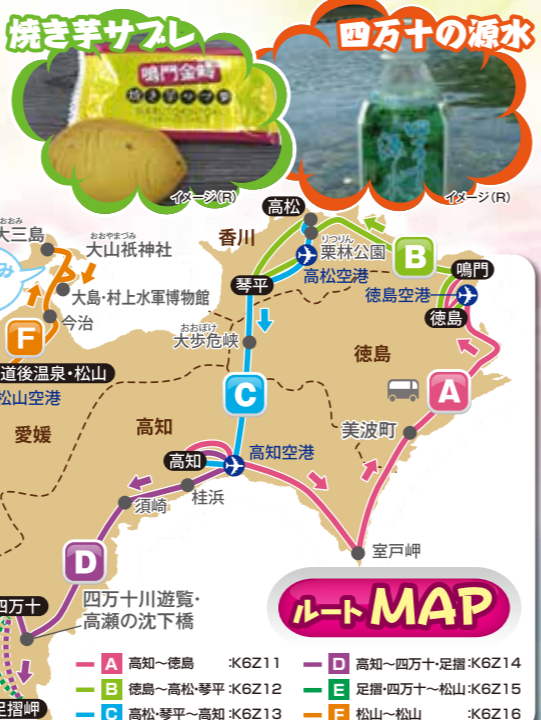 焼き芋サブレ
四万十の源水
鳴門金時
イメージ(R)
イメージ(R)
高松
香川
おおみ
大三島
おおやまづみ
大山祇神社
りつりん
栗林公園
B
鳴門
高松空港
徳島空港
み
大島・村上水軍博物館
琴平
徳島
今治
おおぼけ
大歩危峡
F
徳島
道後温泉・松山
松山空港
C
A
愛媛
高知
美波町
高知
高知空港
桂浜
須崎
D
室戸岬
四万十
四万十川遊覧・
高瀬の沈下橋
ルートMAP
足摺岬
A 高知~徳島 :K6Z11
B 徳島~高松・琴平 :K6Z12
C 高松・琴平~高知 :K6Z13
D 高知~四万十・足摺 :K6Z14
E 足摺・四万十~松山 :K6Z15
F 松山~松山 :K6Z16